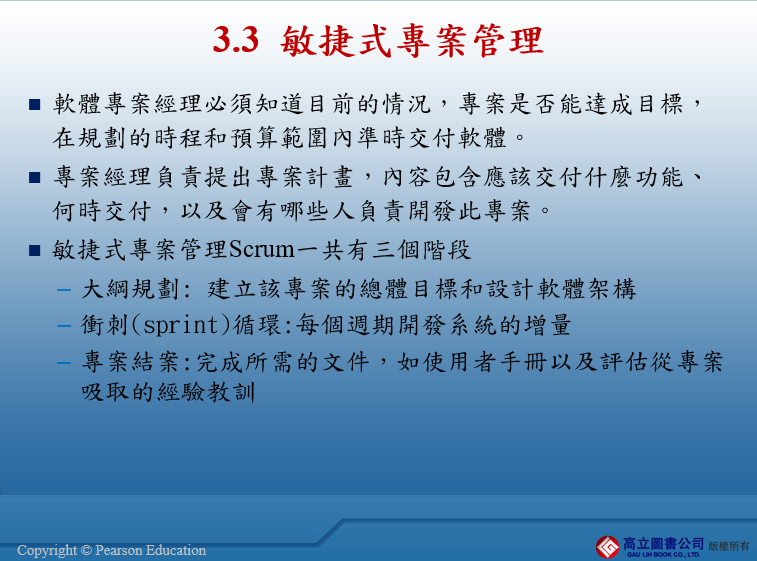 3.3 敏捷式專案管理
軟體專案經理必須知道目前的情況，專案是否能達成目標，
在規劃的時程和預算範圍內準時交付軟體。
專案經理負責提出專案計畫，內容包含應該交付什麼功能、
何時交付，以及會有哪些人負責開發此專案。
敏捷式專案管理Scrum一共有三個階段
– 大綱規劃: 建立該專案的總體目標和設計軟體架構
– 衝刺(sprint)循環:每個週期開發系統的增量
– 專案結案:完成所需的文件，如使用者手冊以及評估從專案
吸取的經驗教訓
Copyright © Pearson Education
高立圖書公司 版權所有
GAU LIH BOOK CO., LTD.